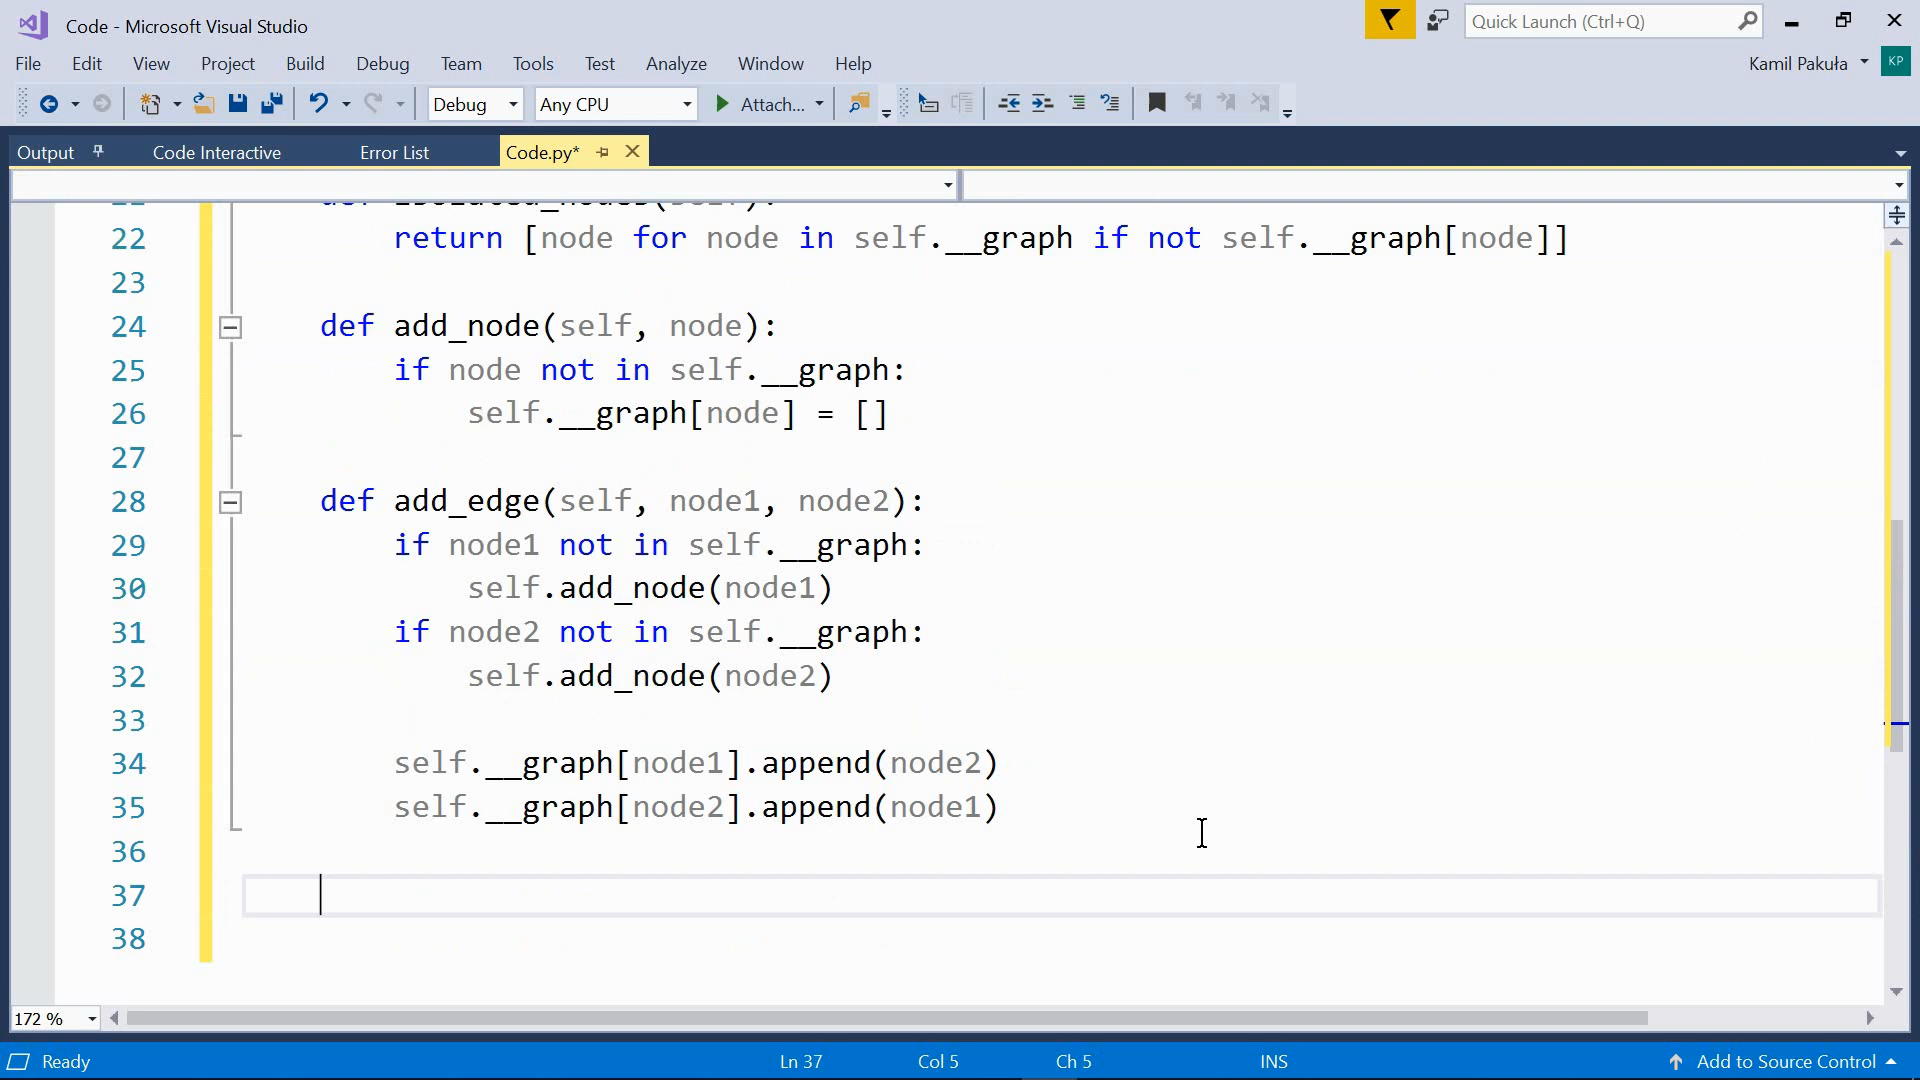 Code - Microsoft Visual Studio
Quick Launch (Ctrl+Q)
File Edit View Project Build Debug Team Tools Test Analyze Window Help
Kamil Pakuła KP
Debug Any CPU Attach...
Output Code Interactive Error List Code.py*
22 return [node for node in self.__graph if not self.__graph[node]]
23
24 def add_node(self, node):
25 if node not in self.__graph:
26 self.__graph[node] = []
27
28 def add_edge(self, node1, node2):
29 if node1 not in self.__graph:
30 self.add_node(node1)
31 if node2 not in self.__graph:
32 self.add_node(node2)
33
34 self.__graph[node1].append(node2)
35 self.__graph[node2].append(node1)
36
37
38
172 %
Ready Ln 37 Col 5 Ch 5 INS Add to Source Control